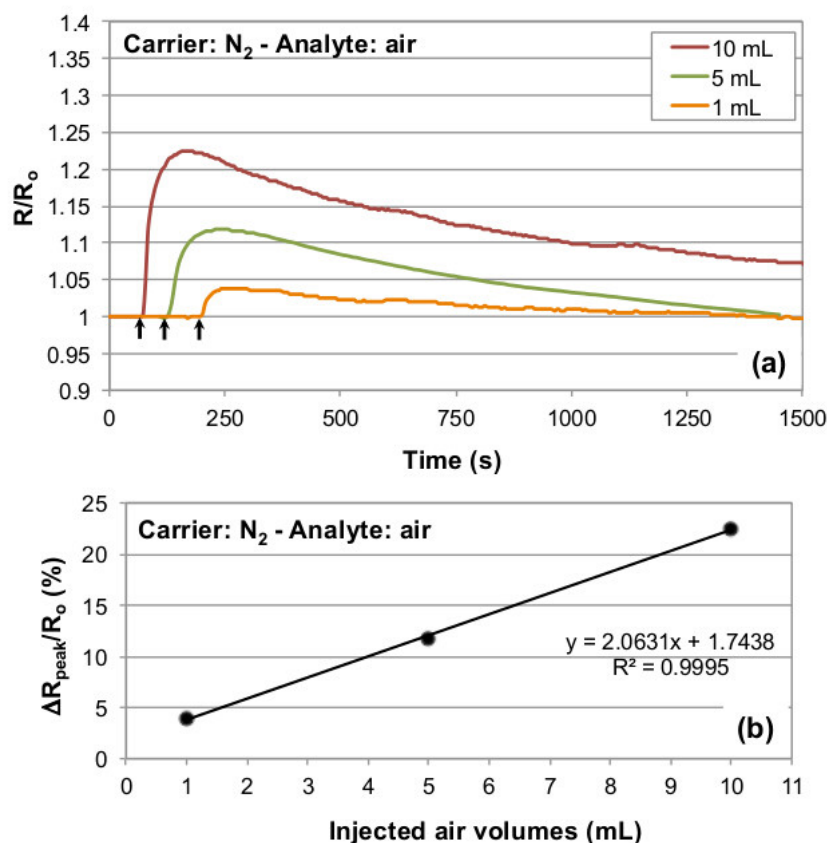 Carrier: N₂ - Analyte: air
10 mL
5 mL
1 mL
1.4
1.35
1.3
1.25
1.2
1.15
1.1
1.05
1
0.95
0.9
R/Rₒ
(a)
0 250 500 750 1000 1250 1500
Time (s)
Carrier: N₂ - Analyte: air
25
20
15
10
5
0
ΔR_peak/Rₒ (%)
y = 2.0631x + 1.7438
R² = 0.9995
(b)
0 1 2 3 4 5 6 7 8 9 10 11
Injected air volumes (mL)